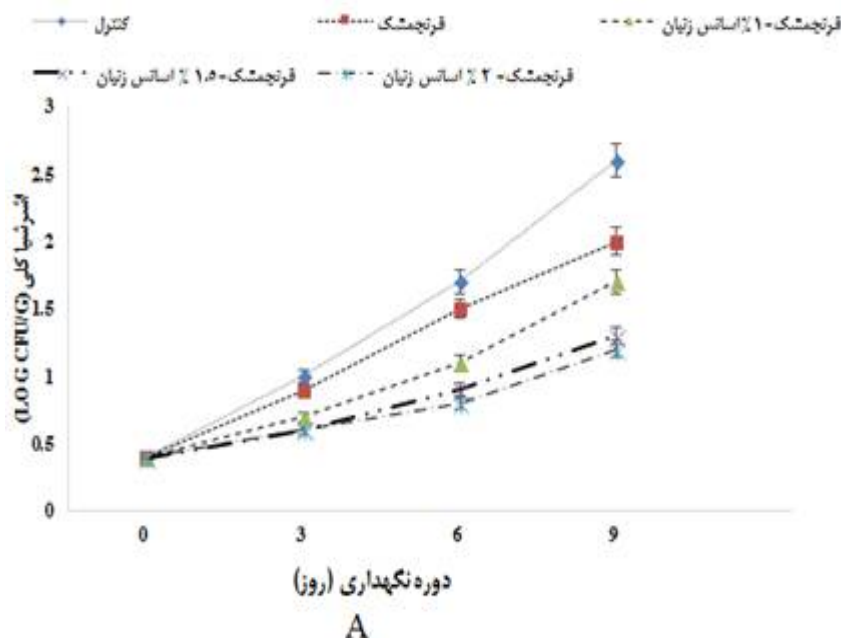 کنترل قرنجمشک قرنجمشک+۱٪اسانس زنیان
قرنجمشک+۱.۵ ٪ اسانس زنیان قرنجمشک+ ۲ ٪ اسانس زنیان
اشرشیا کلی (LOG CFU/G)
3
2.5
2
1.5
1
0.5
0
0 3 6 9
دوره نگهداری (روز)
A